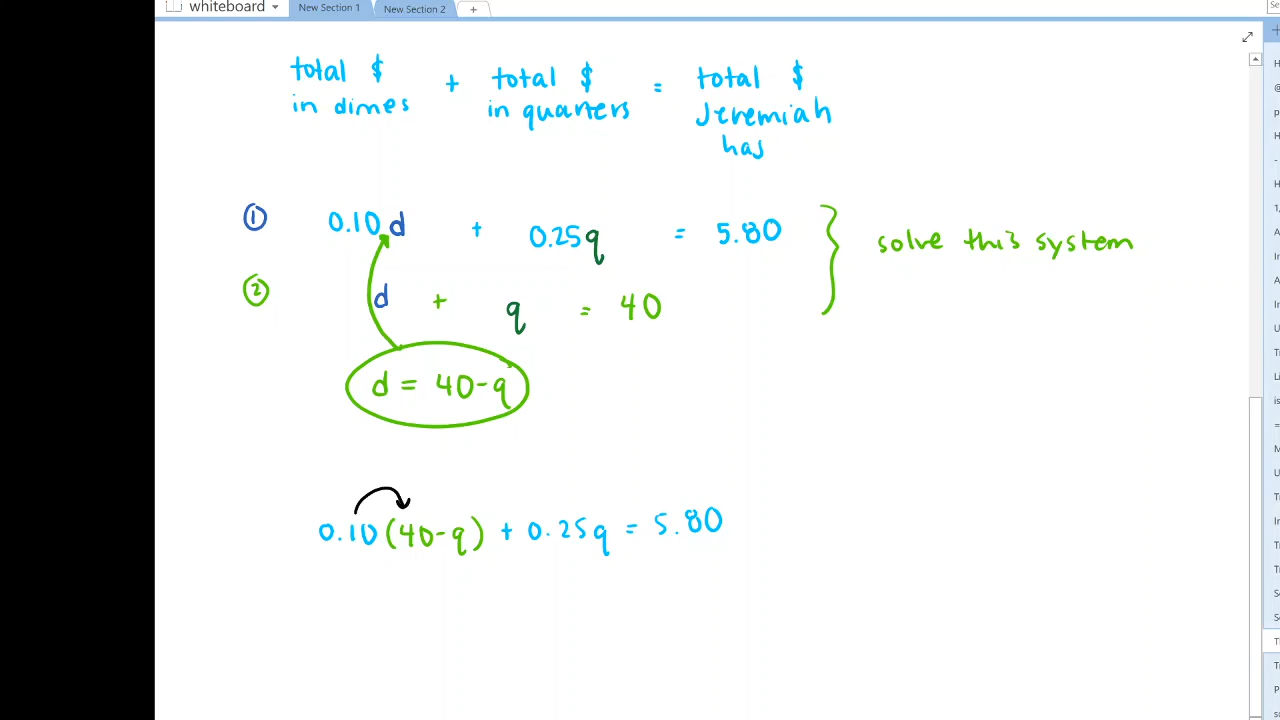 whiteboard New Section 1 New Section 2 +
Se
total $ + total $ = total $
in dimes in quarters Jeremiah
has
① 0.10d + 0.25q = 5.80 } solve this system
② d + q = 40
d = 40-q
0.10(40-q) + 0.25q = 5.80